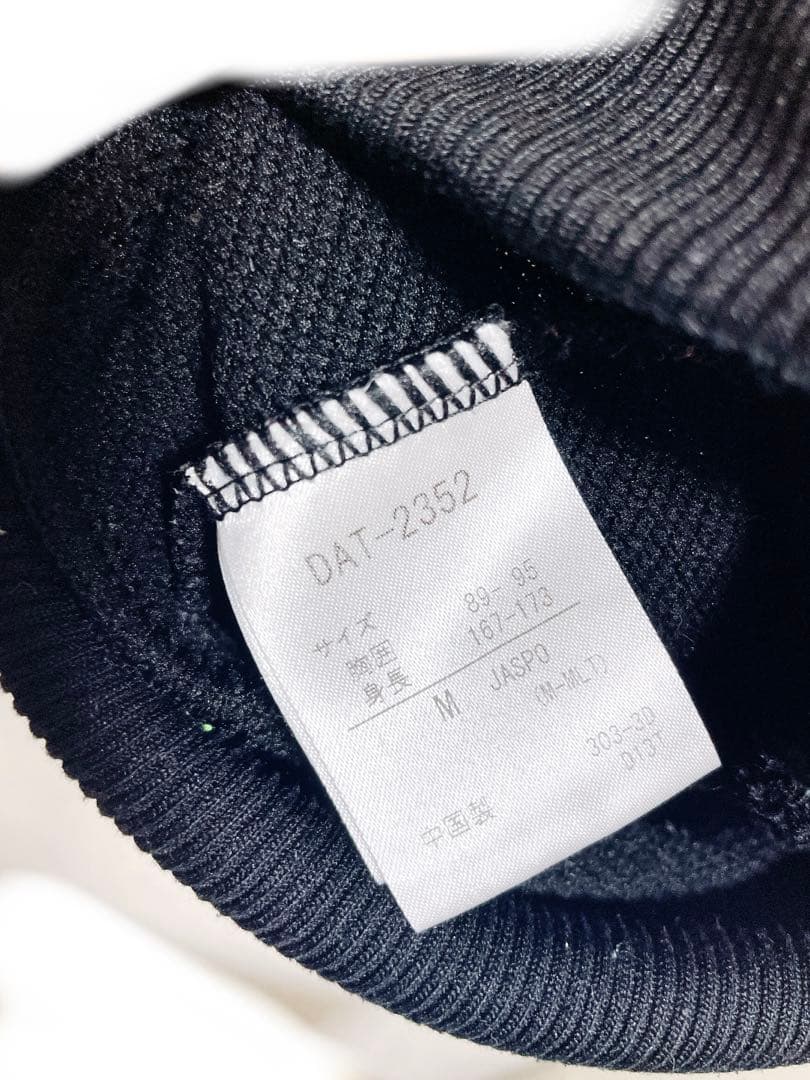 DAT-2352
サイズ
胸囲 89-95
身長 167-173
M JASPO
(M-MLT)
303-3D
D13T
中国製